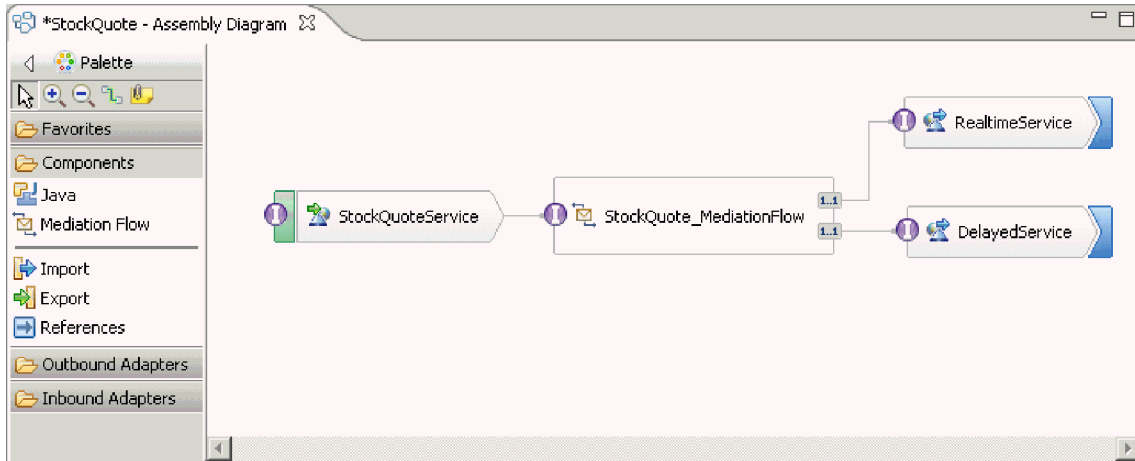 *StockQuote - Assembly Diagram
Palette
Favorites
Components
Java
Mediation Flow
Import
Export
References
Outbound Adapters
Inbound Adapters
I StockQuoteService
I StockQuote_MediationFlow
1..1
1..1
I RealtimeService
I DelayedService